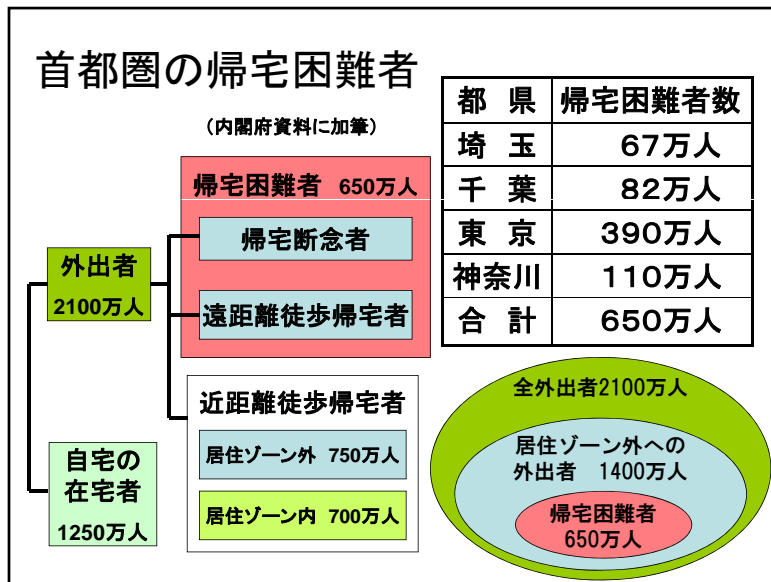 首都圏の帰宅困難者
（内閣府資料に加筆）
都 県 帰宅困難者数
埼 玉 67万人
千 葉 82万人
東 京 390万人
神奈川 110万人
合 計 650万人
帰宅困難者 650万人
帰宅断念者
遠距離徒歩帰宅者
外出者
2100万人
近距離徒歩帰宅者
居住ゾーン外 750万人
居住ゾーン内 700万人
自宅の
在宅者
1250万人
全外出者2100万人
居住ゾーン外への
外出者 1400万人
帰宅困難者
650万人